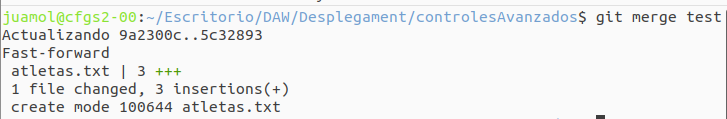 juamol@cfgs2-00:~/Escritorio/DAW/Desplegament/controlesAvanzados$ git merge test
Actualizando 9a2300c..5c32893
Fast-forward
 atletas.txt | 3 +++
 1 file changed, 3 insertions(+)
 create mode 100644 atletas.txt